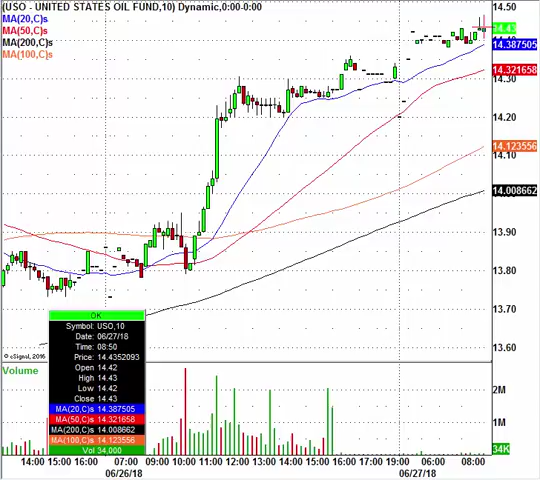 (USO - UNITED STATES OIL FUND,10) Dynamic,0:00-0:00
MA(20,C)s
MA(50,C)s
MA(200,C)s
MA(100,C)s
14.50
14.43
14.40
14.387505
14.321658
14.30
14.20
14.123556
14.10
14.008662
13.90
13.80
13.70
13.60
OK
Symbol: USO,10
Date: 06/27/18
Time: 08:50
Price: 14.4352093
Open 14.42
High 14.43
Low 14.42
Close 14.43
MA(20,C)s 14.387505
MA(50,C)s 14.321658
MA(200,C)s 14.008662
MA(100,C)s 14.123556
Vol 34,000
© eSignal, 2016
Volume
2M
1M
34K
14:00 15:00 16:00 07:00 09:00 10:00 11:00 12:00 13:00 14:00 15:00 16:00 17:00 19:00 06:00 08:00
06/26/18 06/27/18